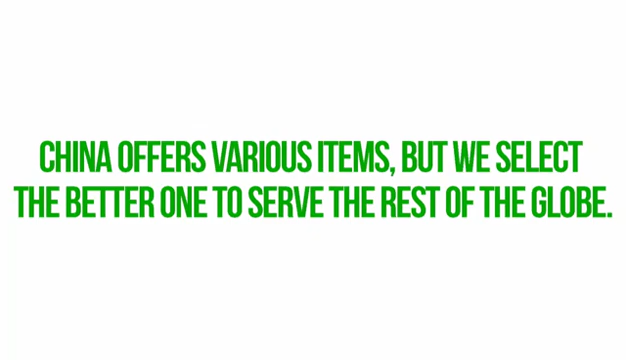 CHINA OFFERS VARIOUS ITEMS, BUT WE SELECT
THE BETTER ONE TO SERVE THE REST OF THE GLOBE.